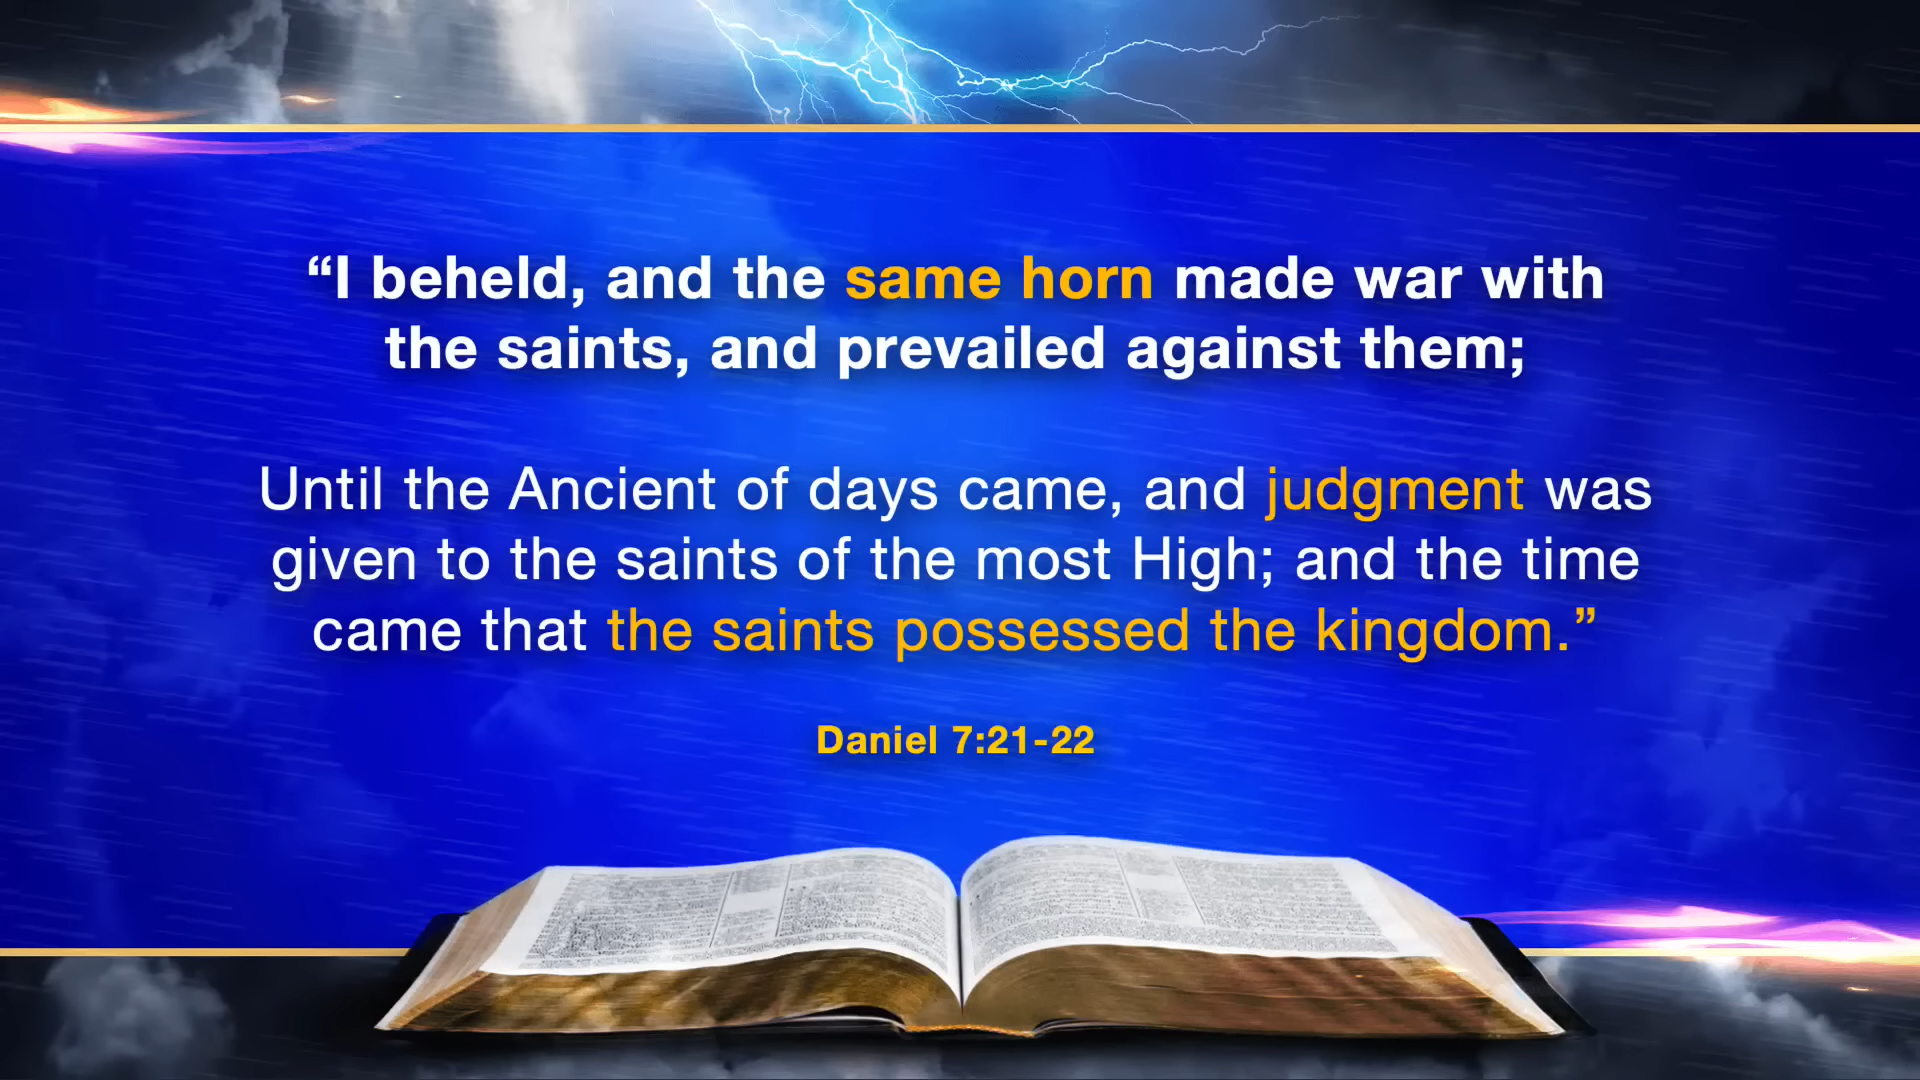 “I beheld, and the same horn made war with
the saints, and prevailed against them;
Until the Ancient of days came, and judgment was
given to the saints of the most High; and the time
came that the saints possessed the kingdom.”
Daniel 7:21-22